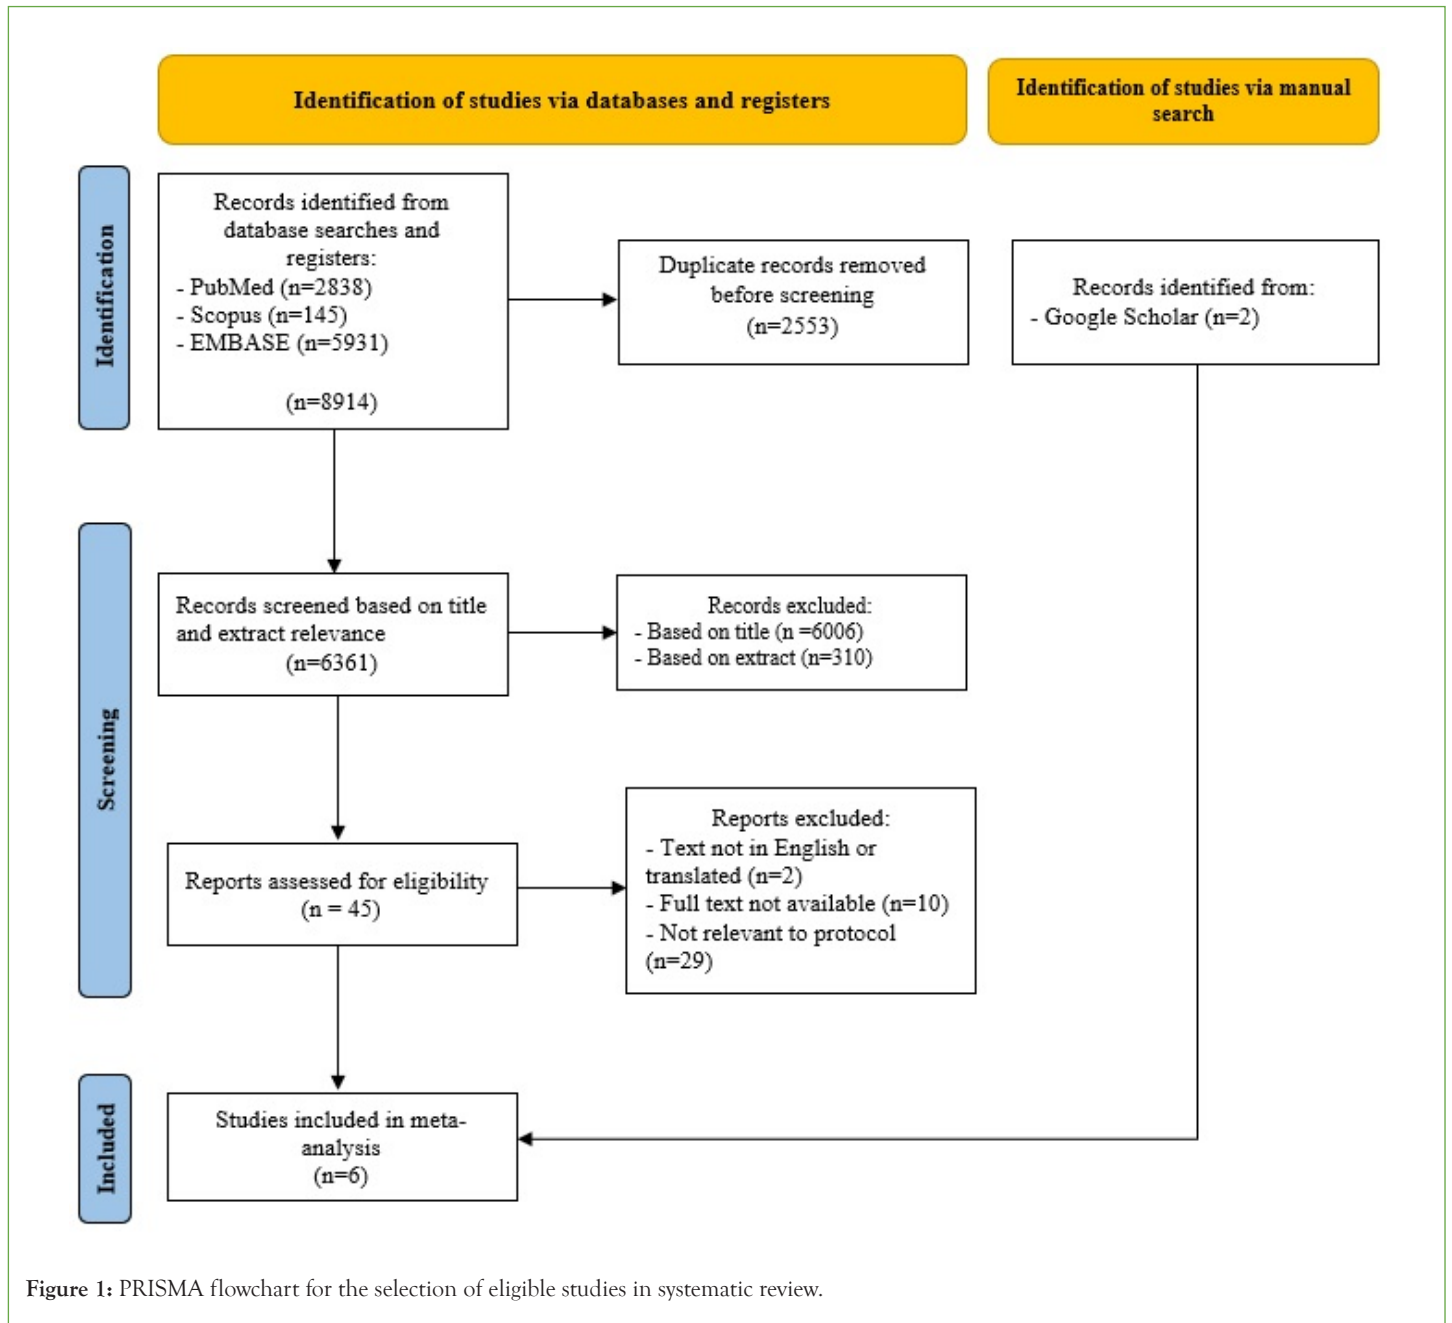 Identification of studies via databases and registers
Identification of studies via manual
search
Identification
Records identified from
database searches and
registers:
- PubMed (n=2838)
- Scopus (n=145)
- EMBASE (n=5931)
(n=8914)
Duplicate records removed
before screening
(n=2553)
Records identified from:
- Google Scholar (n=2)
Screening
Records screened based on title
and extract relevance
(n=6361)
Records excluded:
- Based on title (n =6006)
- Based on extract (n=310)
Reports assessed for eligibility
(n = 45)
Reports excluded:
- Text not in English or
translated (n=2)
- Full text not available (n=10)
- Not relevant to protocol
(n=29)
Included
Studies included in meta-
analysis
(n=6)
Figure 1: PRISMA flowchart for the selection of eligible studies in systematic review.